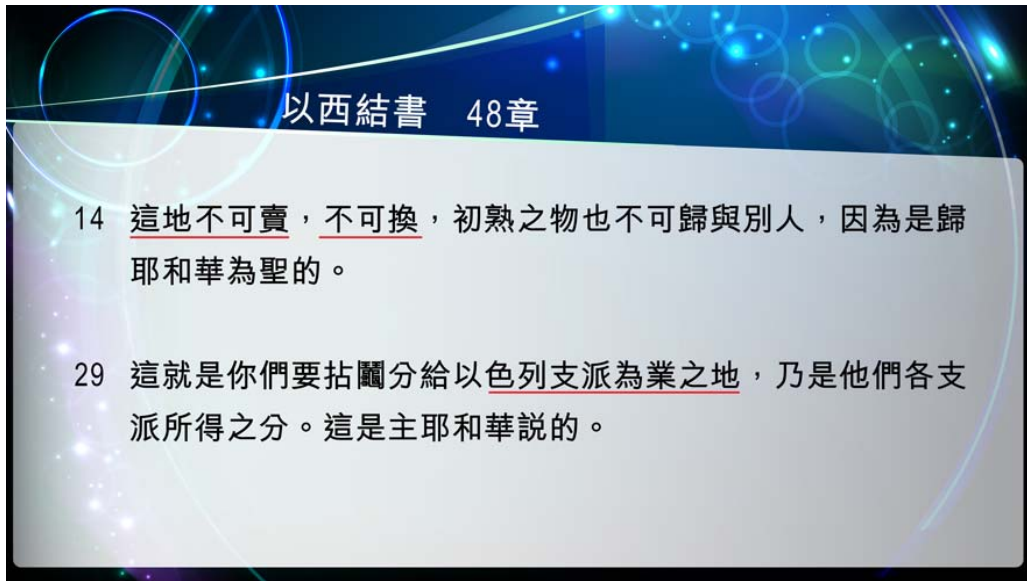 以西結書　48章
14 這地不可賣，不可換，初熟之物也不可歸與別人，因為是歸
耶和華為聖的。
29 這就是你們要拈鬮分給以色列支派為業之地，乃是他們各支
派所得之分。這是主耶和華説的。